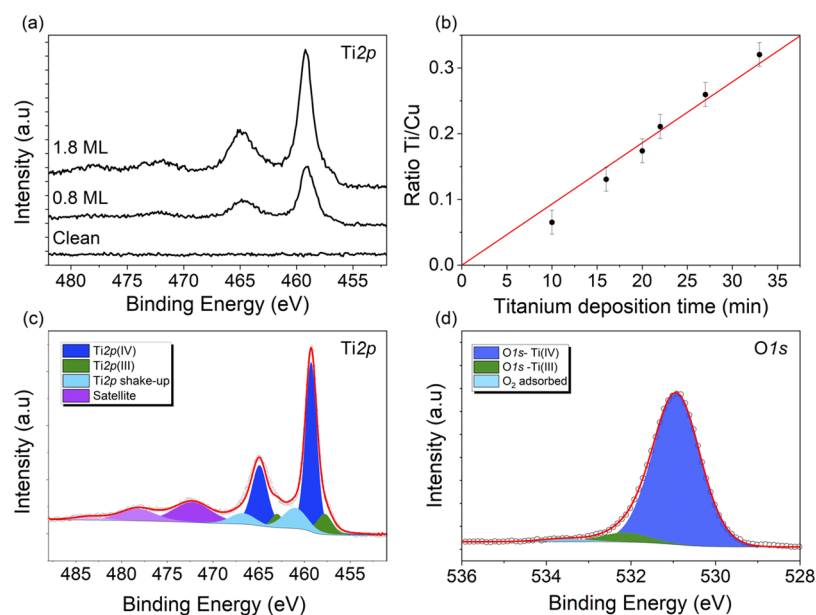 (a)
Ti2p
1.8 ML
0.8 ML
Clean
Intensity (a.u)
480 475 470 465 460 455
Binding Energy (eV)
(b)
Ratio Ti/Cu
0.3
0.2
0.1
0.0
0 5 10 15 20 25 30 35
Titanium deposition time (min)
(c)
Ti2p(IV)
Ti2p(III)
Ti2p shake-up
Satellite
Ti2p
Intensity (a.u)
485 480 475 470 465 460 455
Binding Energy (eV)
(d)
O1s- Ti(IV)
O1s -Ti(III)
O2 adsorbed
O1s
Intensity (a.u)
536 534 532 530 528
Binding Energy (eV)